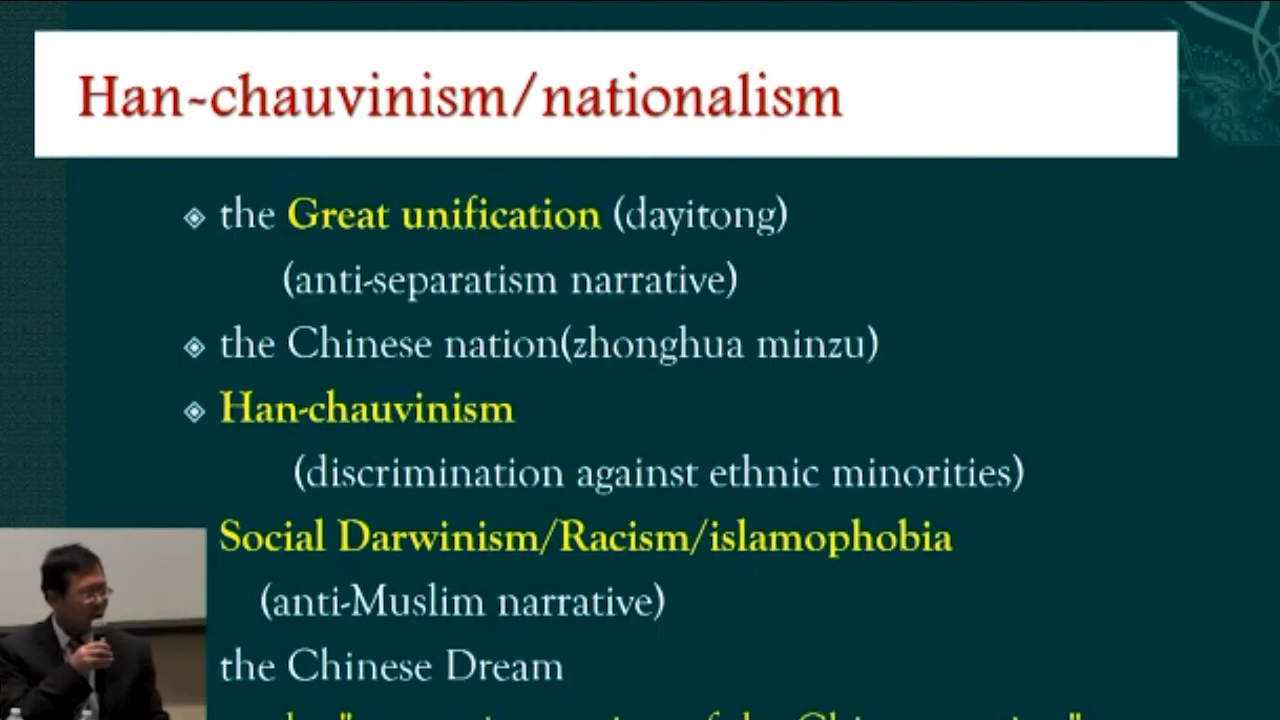 Han-chauvinism/nationalism
the Great unification (dayitong)
(anti-separatism narrative)
the Chinese nation(zhonghua minzu)
Han-chauvinism
(discrimination against ethnic minorities)
Social Darwinism/Racism/islamophobia
(anti-Muslim narrative)
the Chinese Dream